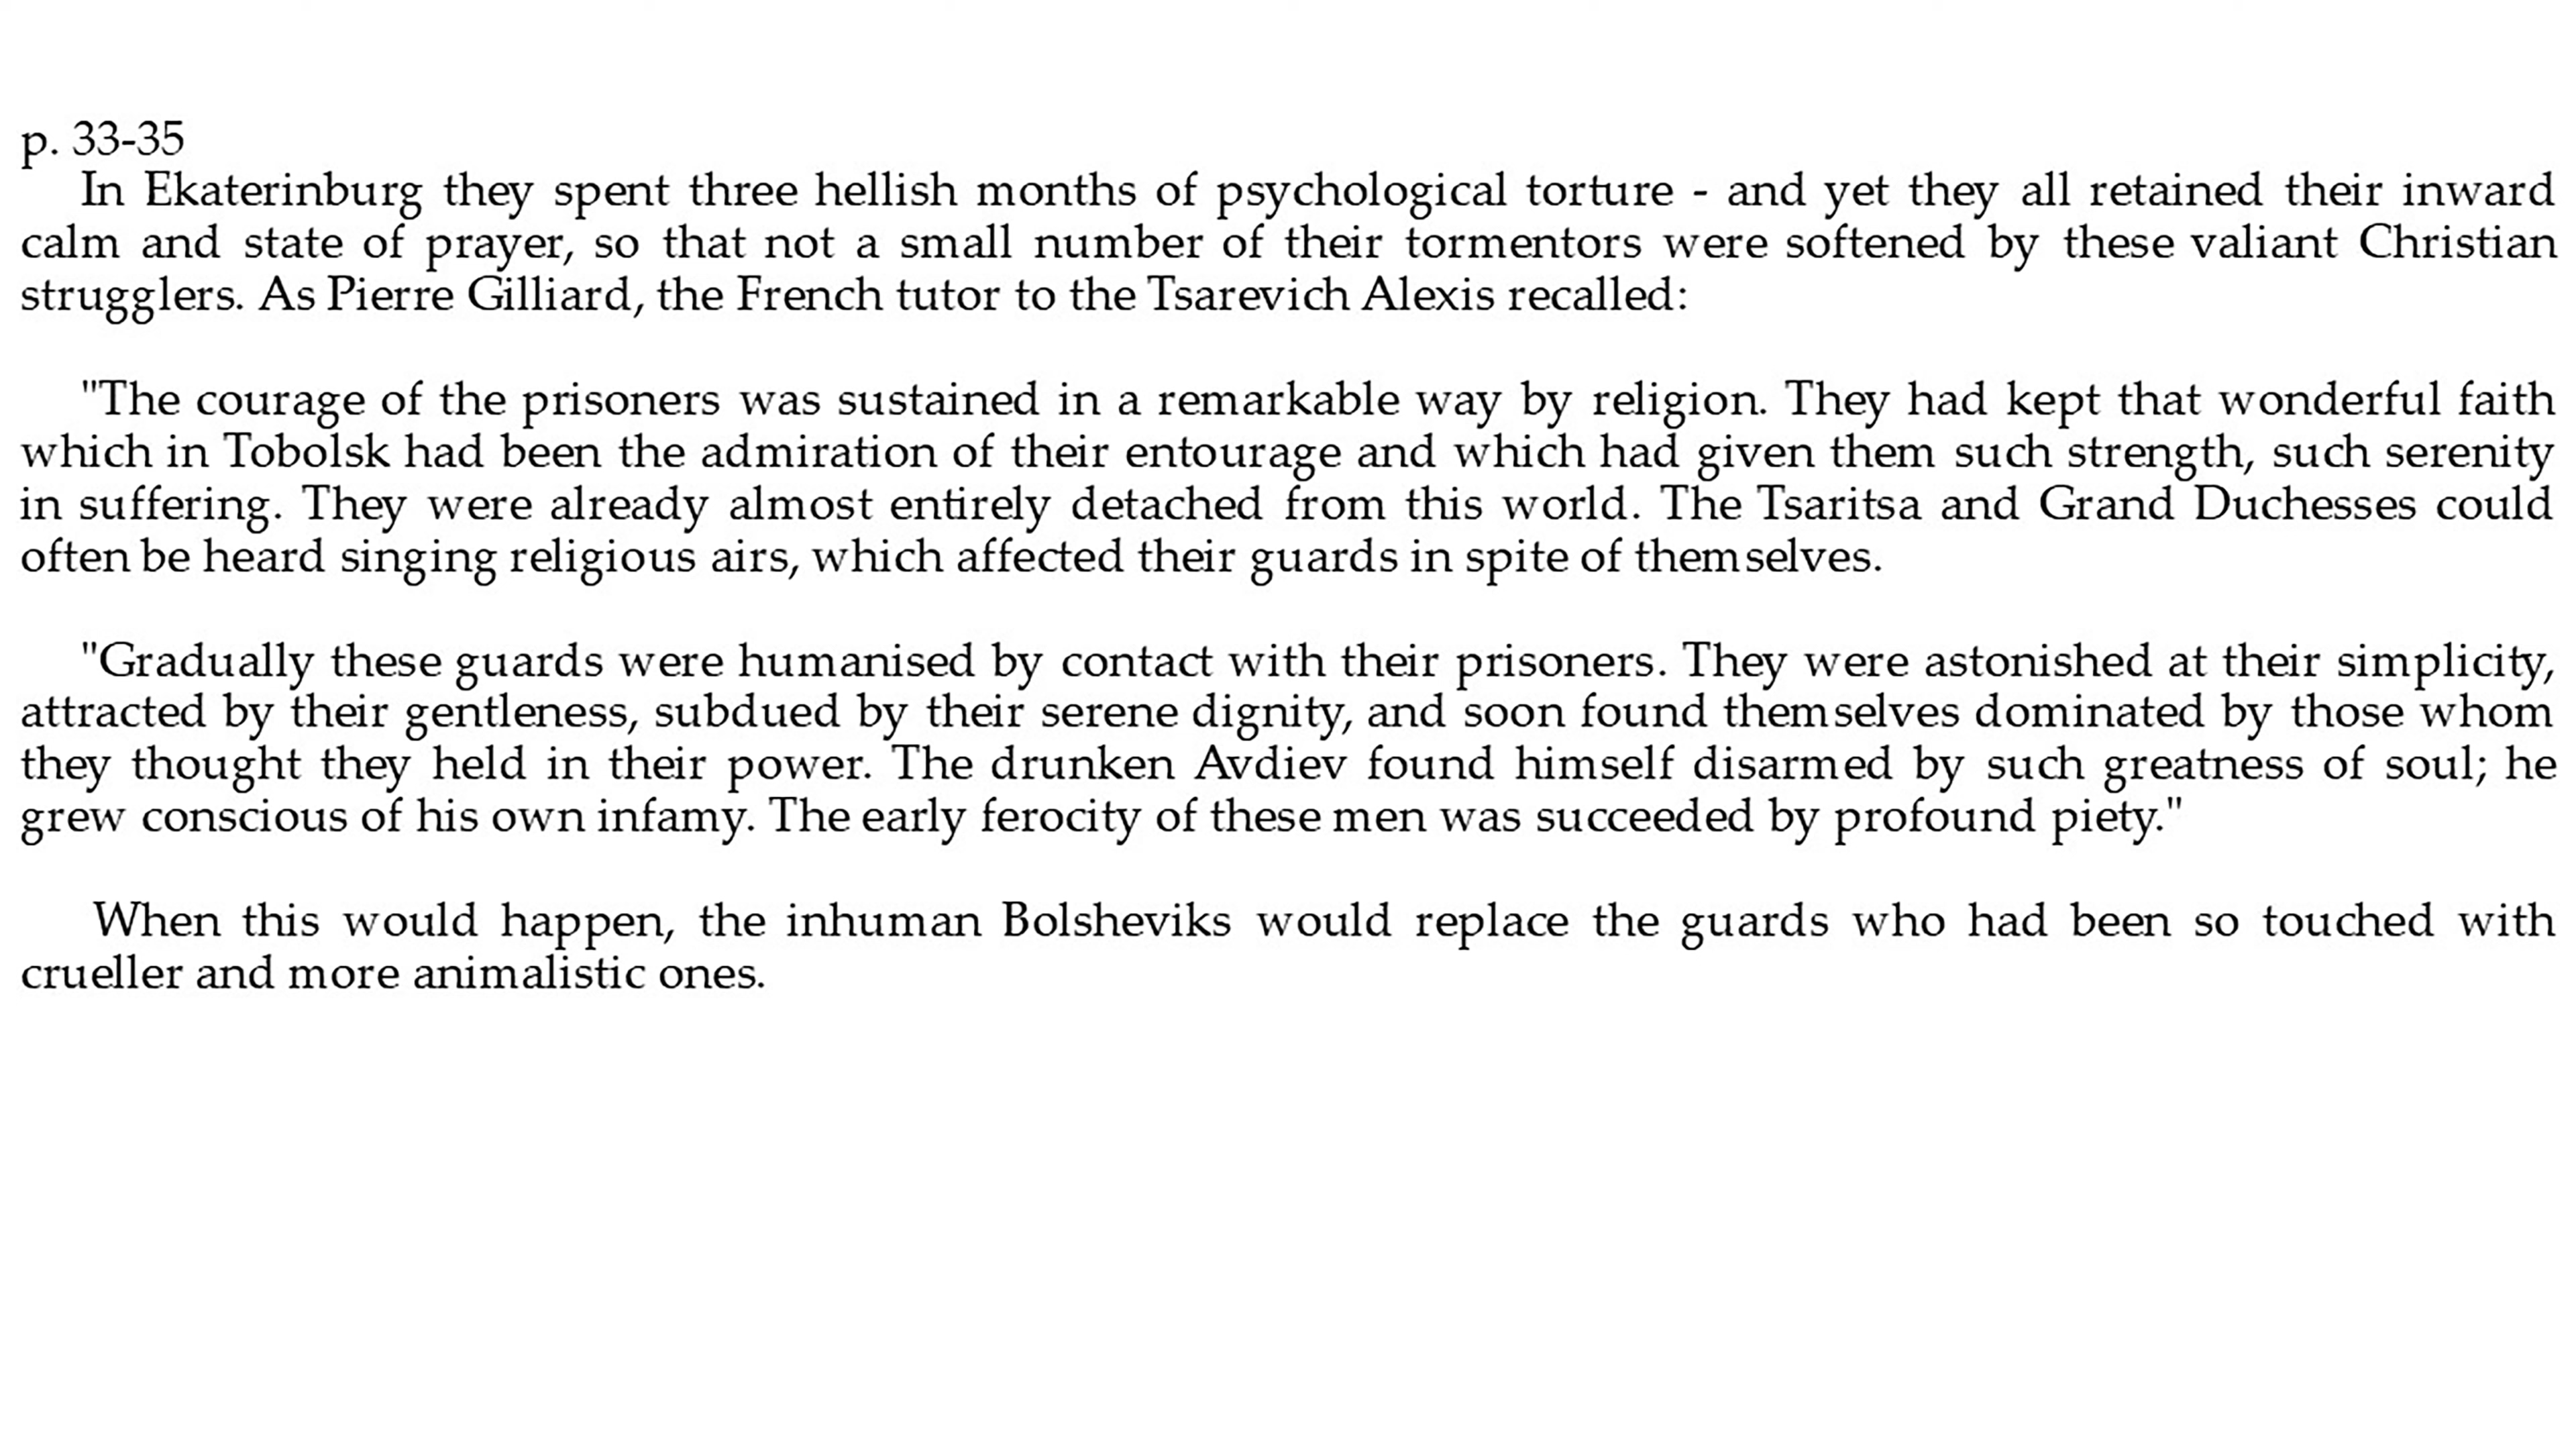 p. 33-35
In Ekaterinburg they spent three hellish months of psychological torture - and yet they all retained their inward
calm and state of prayer, so that not a small number of their tormentors were softened by these valiant Christian
strugglers. As Pierre Gilliard, the French tutor to the Tsarevich Alexis recalled:
"The courage of the prisoners was sustained in a remarkable way by religion. They had kept that wonderful faith
which in Tobolsk had been the admiration of their entourage and which had given them such strength, such serenity
in suffering. They were already almost entirely detached from this world. The Tsaritsa and Grand Duchesses could
often be heard singing religious airs, which affected their guards in spite of themselves.
"Gradually these guards were humanised by contact with their prisoners. They were astonished at their simplicity,
attracted by their gentleness, subdued by their serene dignity, and soon found themselves dominated by those whom
they thought they held in their power. The drunken Avdiev found himself disarmed by such greatness of soul; he
grew conscious of his own infamy. The early ferocity of these men was succeeded by profound piety."
When this would happen, the inhuman Bolsheviks would replace the guards who had been so touched with
crueller and more animalistic ones.